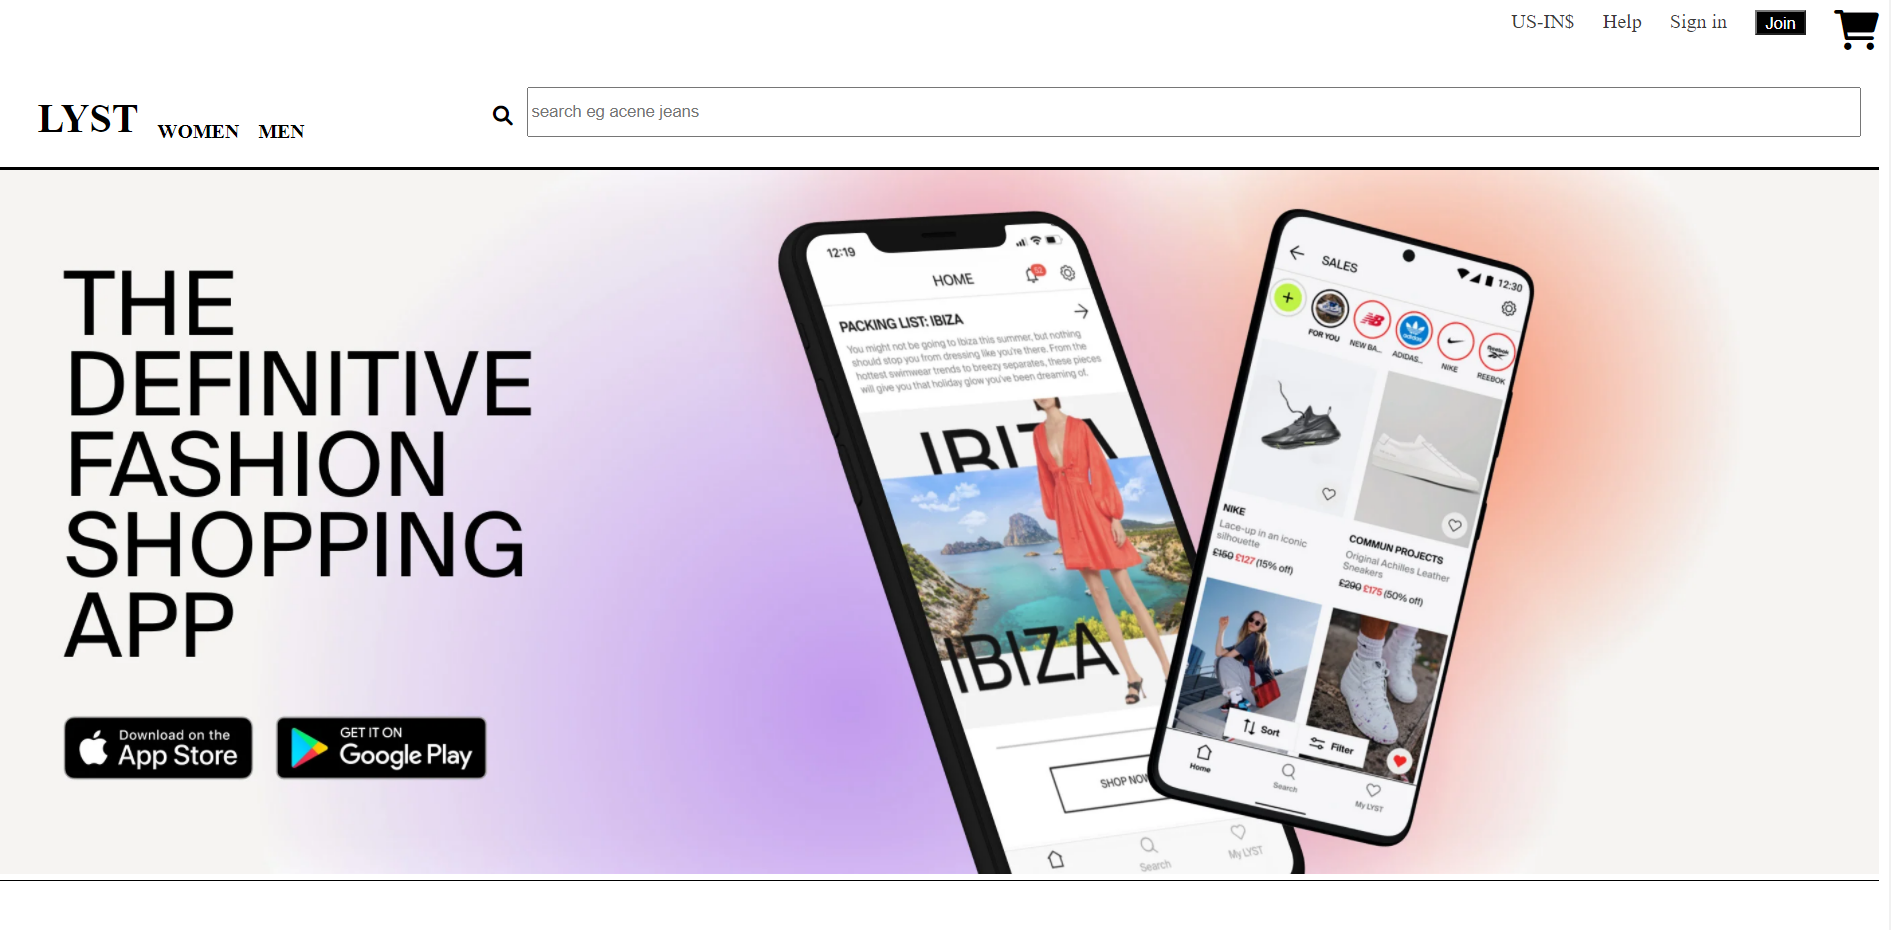 US-IN$ Help Sign in Join
LYST WOMEN MEN
search eg acene jeans
THE
DEFINITIVE
FASHION
SHOPPING
APP
Download on the
App Store
GET IT ON
Google Play
12:19
HOME
52
PACKING LIST: IBIZA
You might not be going to Ibiza this summer, but nothing
should stop you from dressing like you're there. From the
hottest swimwear trends to breezy separates, these pieces
will give you that holiday glow you've been dreaming of.
IBIZA
IBIZA
SHOP NOW
Search
My LYST
12:30
SALES
FOR YOU
NEW BA...
ADIDAS...
NIKE
REEBOK
adidas
Reebok
NIKE
Lace-up in an iconic
silhouette
£150 £127 (15% off)
COMMUN PROJECTS
Original Achilles Leather
Sneakers
£290 £175 (50% off)
Sort
Filter
Home
Search
My LYST